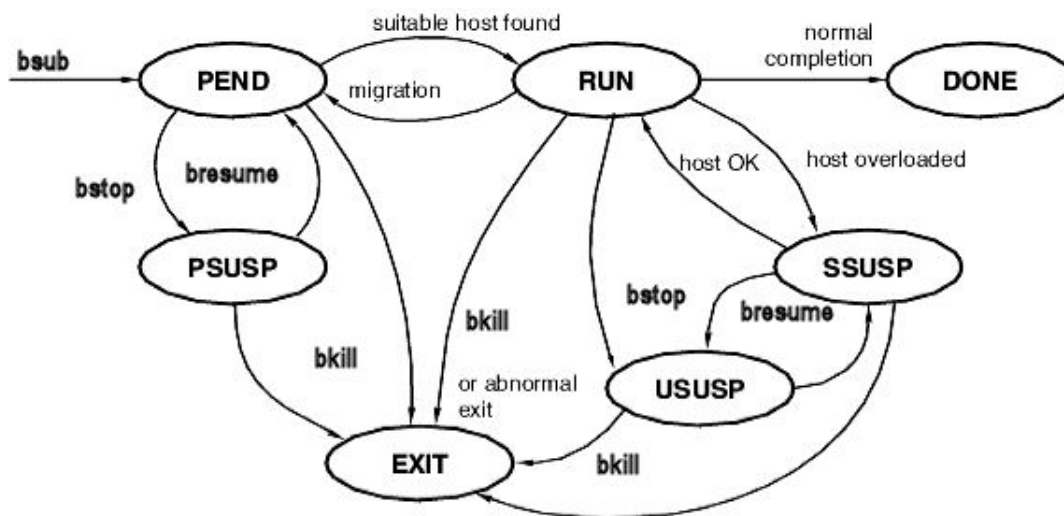 suitable host found
normal
completion
bsub
PEND
RUN
DONE
migration
host OK
host overloaded
bstop
bresume
PSUSP
SSUSP
bstop
bresume
bkill
bkill
USUSP
or abnormal
exit
EXIT
bkill